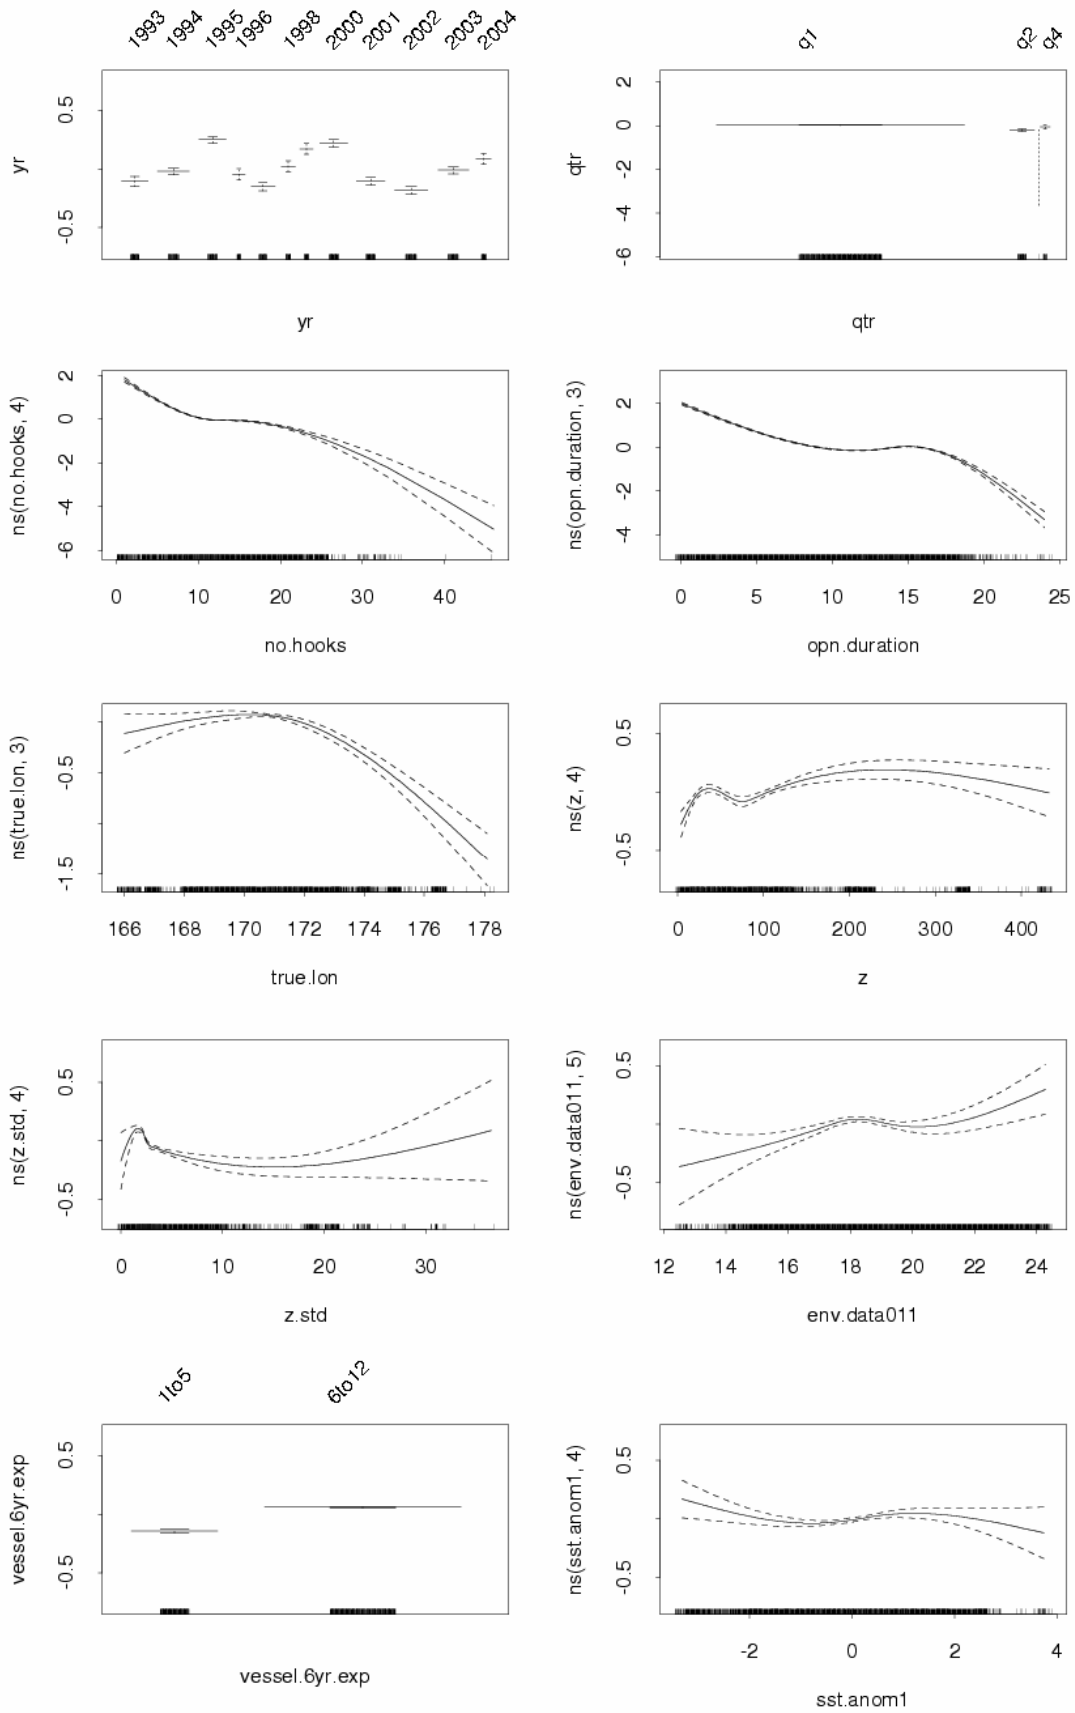 1993 1994 1995 1996 1998 2000 2001 2002 2003 2004
q1 q2 q4
yr
0.5
-0.5
yr
qtr
2
0
-2
-4
-6
qtr
ns(no.hooks, 4)
2
0
-2
-4
-6
0 10 20 30 40
no.hooks
ns(opn.duration, 3)
2
0
-2
-4
0 5 10 15 20 25
opn.duration
ns(true.lon, 3)
-0.5
-1.5
166 168 170 172 174 176 178
true.lon
ns(z, 4)
0.5
-0.5
0 100 200 300 400
z
ns(z.std, 4)
0.5
-0.5
0 10 20 30
z.std
ns(env.data011, 5)
0.5
-0.5
12 14 16 18 20 22 24
env.data011
1to5 6to12
vessel.6yr.exp
0.5
-0.5
vessel.6yr.exp
ns(sst.anom1, 4)
0.5
-0.5
-2 0 2 4
sst.anom1